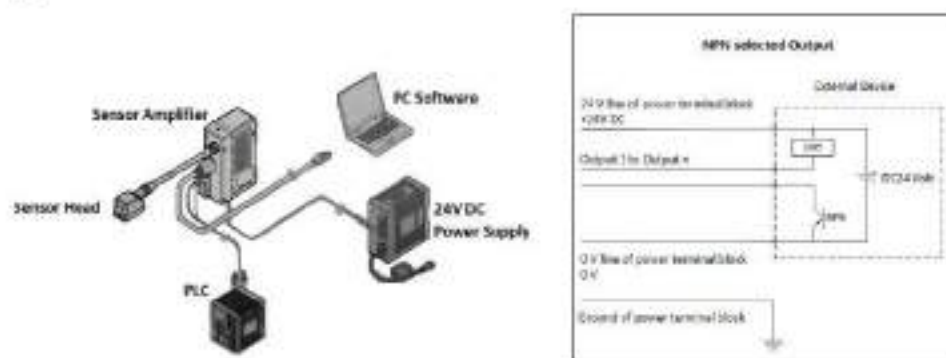 Sensor Amplifier
PC Software
Sensor Head
24V DC
Power Supply
PLC
NPN selected Output
External Device
24 V line of power terminal block
+24V DC
Output 1 to Output n
DC24 Volt
NPN
0 V line of power terminal block
0 V
Ground of power terminal block